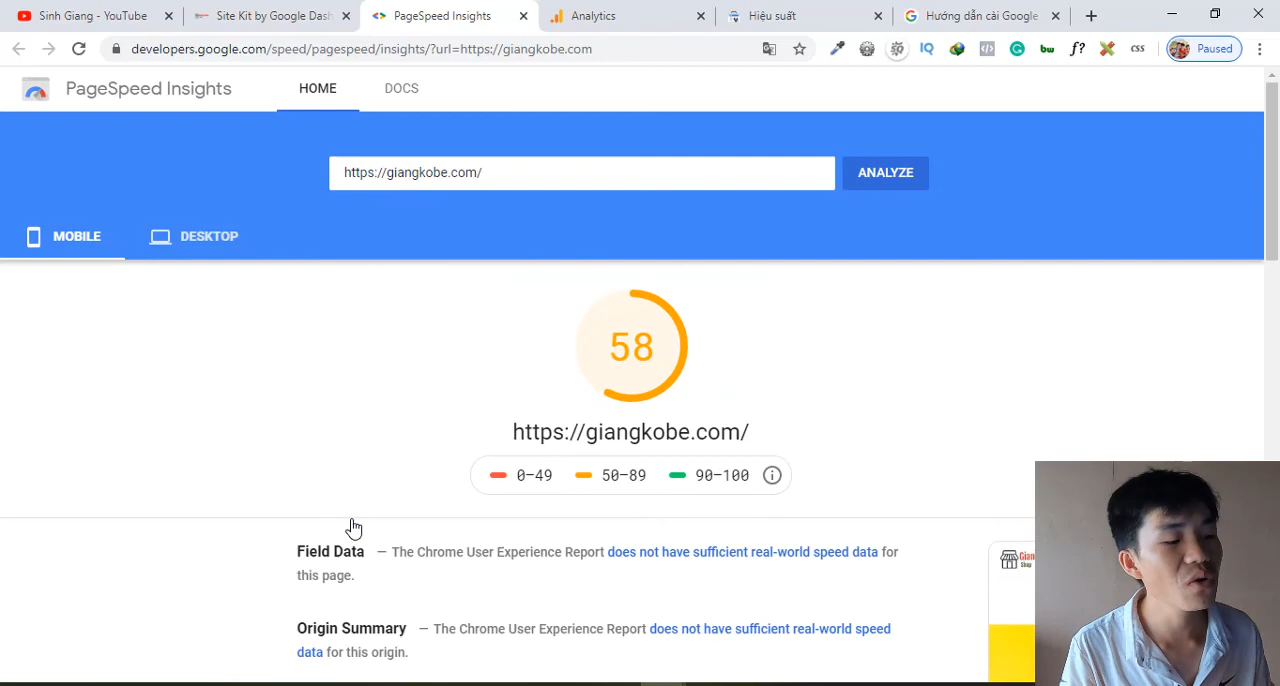 Sinh Giang - YouTube
Site Kit by Google Dash
PageSpeed Insights
Analytics
Hiệu suất
Hướng dẫn cài Google
developers.google.com/speed/pagespeed/insights/?url=https://giangkobe.com
IQ
bw
f?
css
Paused
PageSpeed Insights
HOME
DOCS
https://giangkobe.com/
ANALYZE
MOBILE
DESKTOP
58
https://giangkobe.com/
0–49
50–89
90–100
Field Data — The Chrome User Experience Report does not have sufficient real-world speed data for
this page.
Origin Summary — The Chrome User Experience Report does not have sufficient real-world speed
data for this origin.